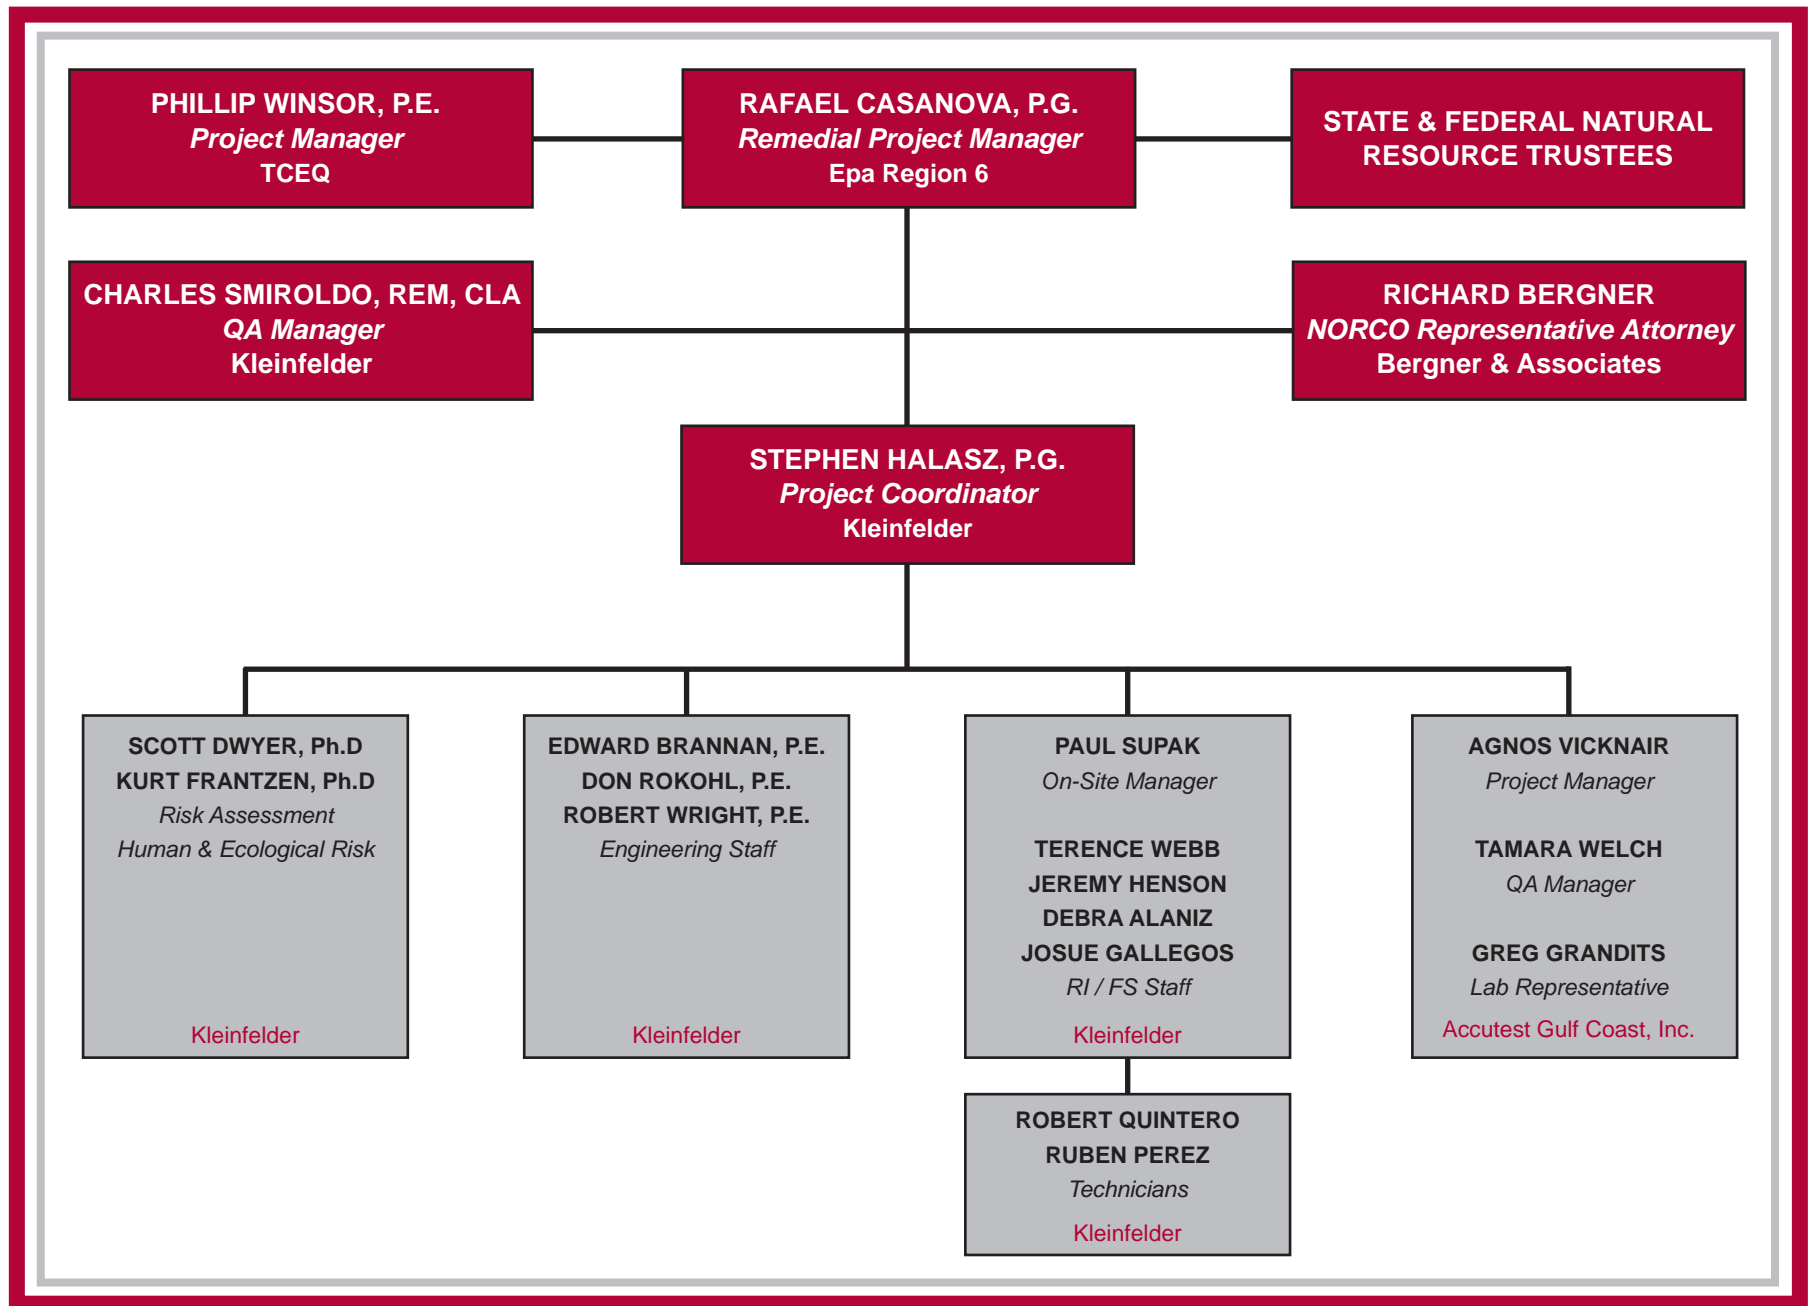 PHILLIP WINSOR, P.E.
Project Manager
TCEQ
RAFAEL CASANOVA, P.G.
Remedial Project Manager
Epa Region 6
STATE & FEDERAL NATURAL
RESOURCE TRUSTEES
CHARLES SMIROLDO, REM, CLA
QA Manager
Kleinfelder
RICHARD BERGNER
NORCO Representative Attorney
Bergner & Associates
STEPHEN HALASZ, P.G.
Project Coordinator
Kleinfelder
SCOTT DWYER, Ph.D
KURT FRANTZEN, Ph.D
Risk Assessment
Human & Ecological Risk
Kleinfelder
EDWARD BRANNAN, P.E.
DON ROKOHL, P.E.
ROBERT WRIGHT, P.E.
Engineering Staff
Kleinfelder
PAUL SUPAK
On-Site Manager
TERENCE WEBB
JEREMY HENSON
DEBRA ALANIZ
JOSUE GALLEGOS
RI / FS Staff
Kleinfelder
AGNOS VICKNAIR
Project Manager
TAMARA WELCH
QA Manager
GREG GRANDITS
Lab Representative
Accutest Gulf Coast, Inc.
ROBERT QUINTERO
RUBEN PEREZ
Technicians
Kleinfelder